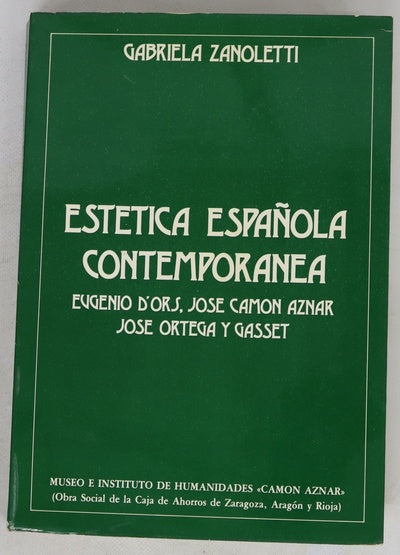 GABRIELA ZANOLETTI
ESTETICA ESPAÑOLA
CONTEMPORANEA
EUGENIO D'ORS, JOSE CAMON AZNAR
JOSE ORTEGA Y GASSET
MUSEO E INSTITUTO DE HUMANIDADES «CAMON AZNAR»
(Obra Social de la Caja de Ahorros de Zaragoza, Aragón y Rioja)